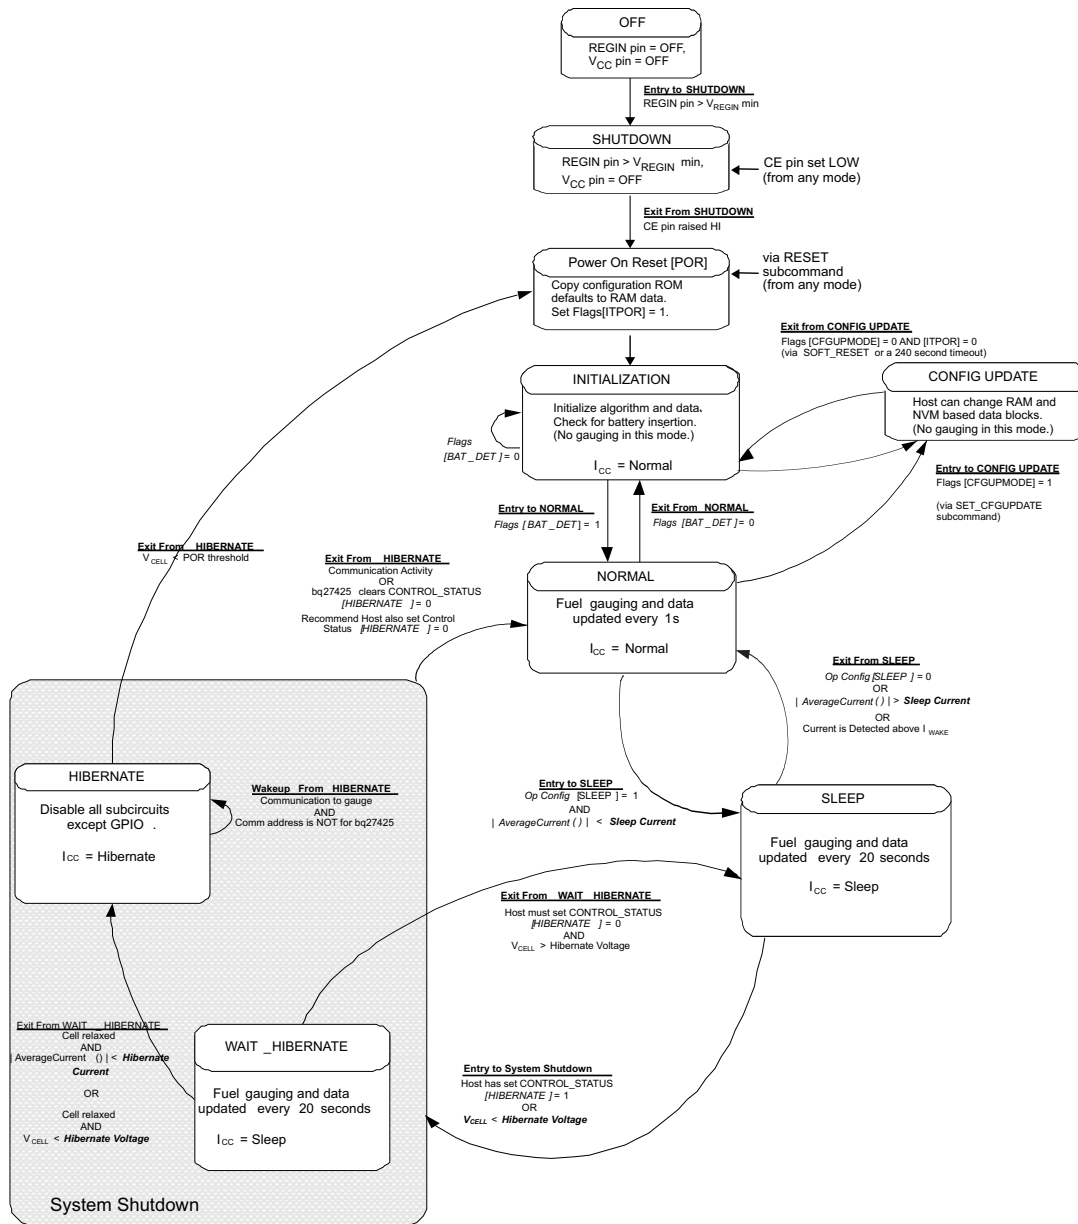 OFF
REGIN pin = OFF,
VCC pin = OFF
Entry to SHUTDOWN
REGIN pin > VREGIN min
SHUTDOWN
REGIN pin > VREGIN min,
VCC pin = OFF
CE pin set LOW
(from any mode)
Exit From SHUTDOWN
CE pin raised HI
Power On Reset [POR]
Copy configuration ROM
defaults to RAM data.
Set Flags[ITPOR] = 1.
via RESET
subcommand
(from any mode)
Exit from CONFIG UPDATE
Flags [CFGUPMODE] = 0 AND [ITPOR] = 0
(via SOFT_RESET or a 240 second timeout)
INITIALIZATION
Initialize algorithm and data.
Check for battery insertion.
(No gauging in this mode.)
ICC = Normal
Flags
[BAT_DET] = 0
CONFIG UPDATE
Host can change RAM and
NVM based data blocks.
(No gauging in this mode.)
Entry to CONFIG UPDATE
Flags [CFGUPMODE] = 1
(via SET_CFGUPDATE
subcommand)
Entry to NORMAL
Flags [BAT_DET] = 1
Exit From NORMAL
Flags [BAT_DET] = 0
Exit From HIBERNATE
VCELL < POR threshold
Exit From HIBERNATE
Communication Activity
OR
bq27425 clears CONTROL_STATUS
[HIBERNATE ] = 0
Recommend Host also set Control
Status [HIBERNATE ] = 0
NORMAL
Fuel gauging and data
updated every 1s
ICC = Normal
Exit From SLEEP
Op Config [SLEEP ] = 0
OR
| AverageCurrent ( ) | > Sleep Current
OR
Current is Detected above IWAKE
Entry to SLEEP
Op Config [SLEEP ] = 1
AND
| AverageCurrent ( ) | < Sleep Current
SLEEP
Fuel gauging and data
updated every 20 seconds
ICC = Sleep
HIBERNATE
Disable all subcircuits
except GPIO .
ICC = Hibernate
Wakeup From HIBERNATE
Communication to gauge
AND
Comm address is NOT for bq27425
Exit From WAIT _HIBERNATE
Host must set CONTROL_STATUS
[HIBERNATE ] = 0
AND
VCELL > Hibernate Voltage
Exit From WAIT _HIBERNATE
Cell relaxed
AND
| AverageCurrent () | < Hibernate
Current
OR
Cell relaxed
AND
VCELL < Hibernate Voltage
WAIT _HIBERNATE
Fuel gauging and data
updated every 20 seconds
ICC = Sleep
Entry to System Shutdown
Host has set CONTROL_STATUS
[HIBERNATE ] = 1
OR
VCELL < Hibernate Voltage
System Shutdown